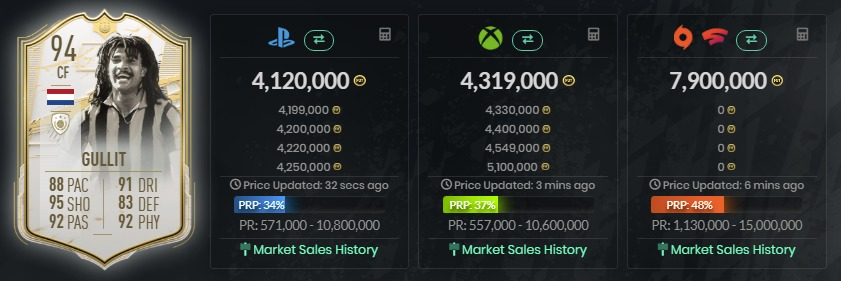 94
CF
GULLIT
88 PAC 91 DRI
95 SHO 83 DEF
92 PAS 92 PHY
4,120,000
4,199,000
4,200,000
4,220,000
4,250,000
Price Updated: 32 secs ago
PRP: 34%
PR: 571,000 - 10,800,000
Market Sales History
4,319,000
4,330,000
4,400,000
4,549,000
5,100,000
Price Updated: 3 mins ago
PRP: 37%
PR: 557,000 - 10,600,000
Market Sales History
7,900,000
0
0
0
0
Price Updated: 6 mins ago
PRP: 48%
PR: 1,130,000 - 15,000,000
Market Sales History